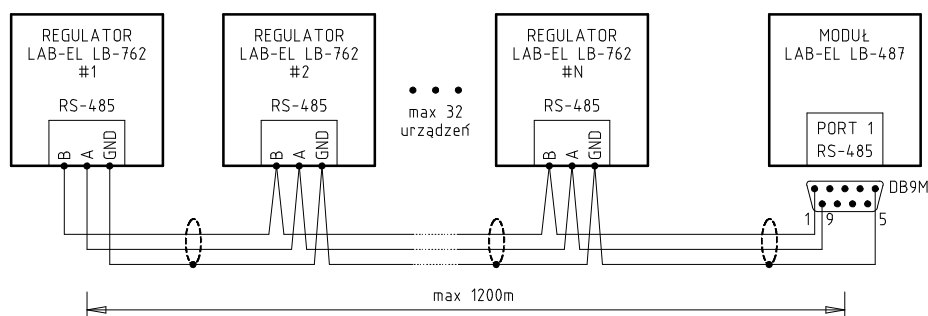 REGULATOR
LAB-EL LB-762
#1
RS-485
B A GND
REGULATOR
LAB-EL LB-762
#2
RS-485
B A GND
max 32
urządzeń
REGULATOR
LAB-EL LB-762
#N
RS-485
B A GND
MODUŁ
LAB-EL LB-487
PORT 1
RS-485
DB9M
1 9 5
max 1200m